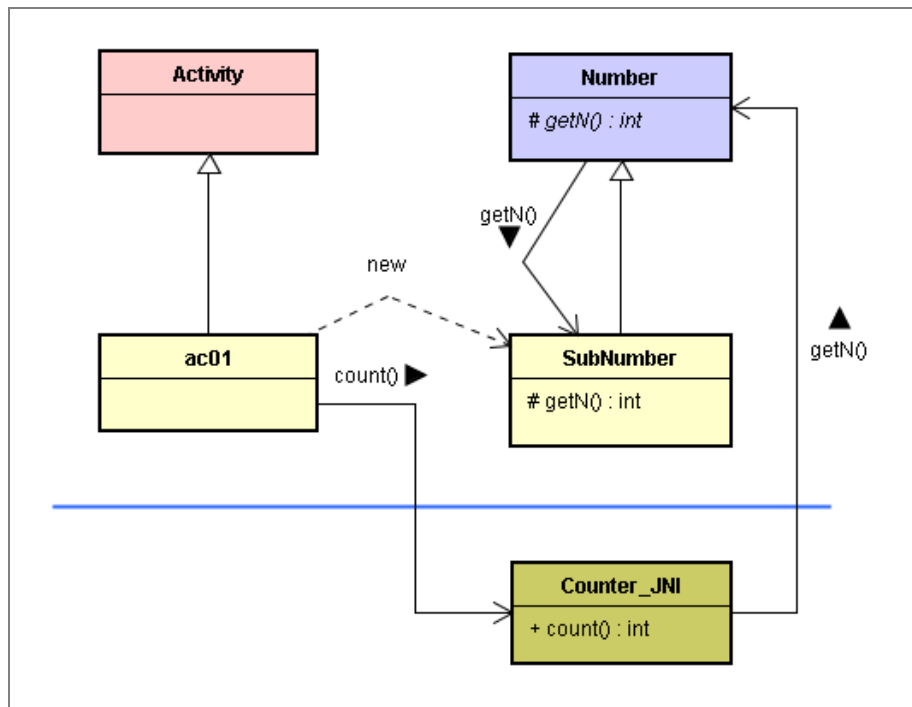 Activity
Number
# getN() : int
getN()
new
ac01
count()
SubNumber
# getN() : int
getN()
Counter_JNI
+ count() : int